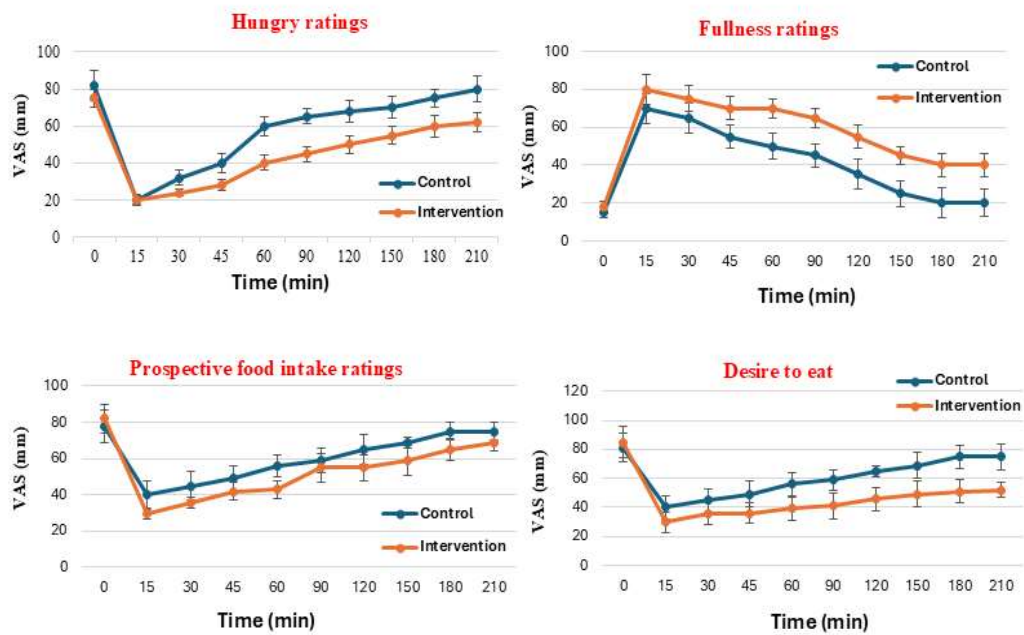 Hungry ratings
100
80
60
40
20
0
VAS (mm)
0 15 30 45 60 90 120 150 180 210
Time (min)
Control
Intervention
Fullness ratings
100
80
60
40
20
0
VAS (mm)
0 15 30 45 60 90 120 150 180 210
Time (min)
Control
Intervention
Prospective food intake ratings
100
80
60
40
20
0
VAS (mm)
0 15 30 45 60 90 120 150 180 210
Time (min)
Control
Intervention
Desire to eat
120
100
80
60
40
20
0
VAS (mm)
0 15 30 45 60 90 120 150 180 210
Time (min)
Control
Intervention